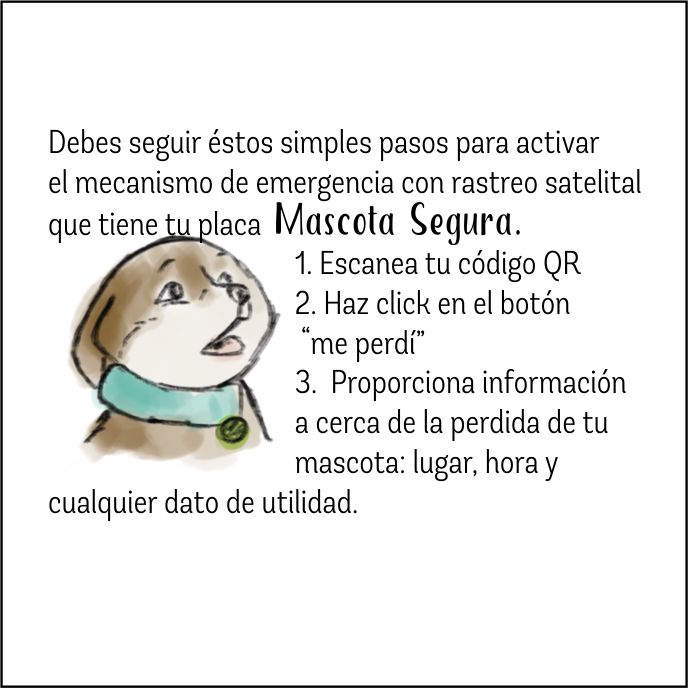 Debes seguir éstos simples pasos para activar
el mecanismo de emergencia con rastreo satelital
que tiene tu placa Mascota Segura.
1. Escanea tu código QR
2. Haz click en el botón
“me perdí”
3. Proporciona información
a cerca de la perdida de tu
mascota: lugar, hora y
cualquier dato de utilidad.